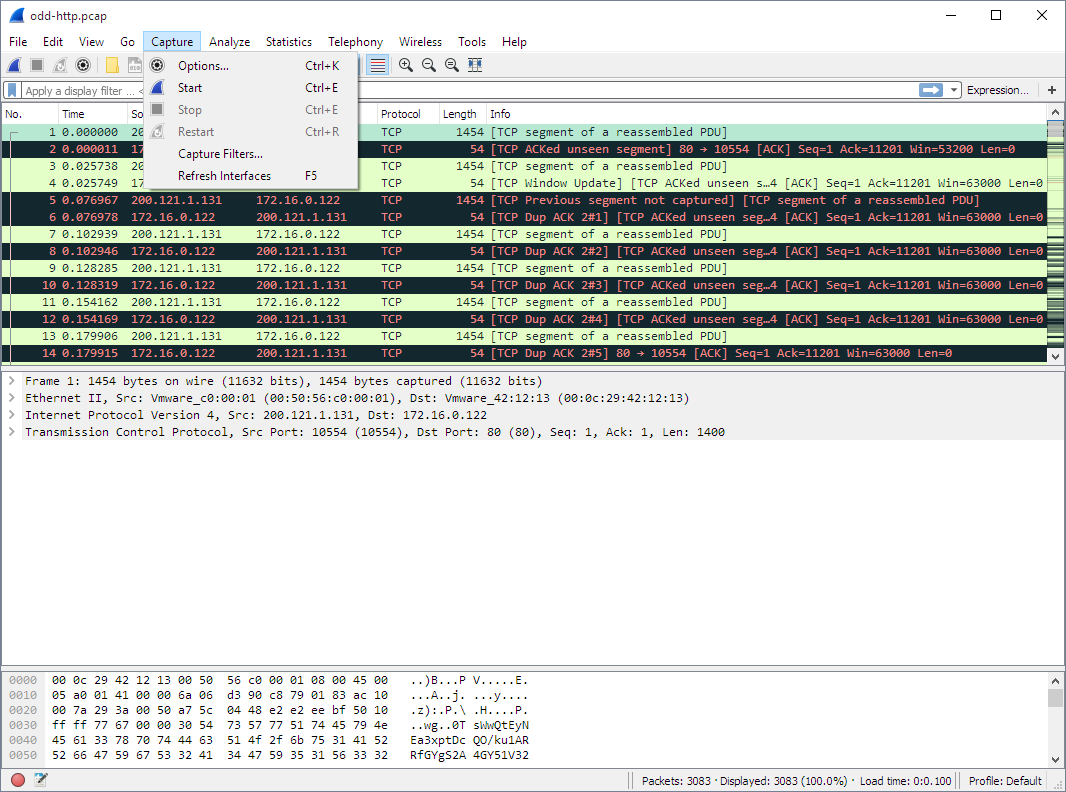 odd-http.pcap
File Edit View Go Capture Analyze Statistics Telephony Wireless Tools Help
Options... Ctrl+K
Start Ctrl+E
Stop Ctrl+E
Restart Ctrl+R
Capture Filters...
Refresh Interfaces F5
Apply a display filter ... < Expression... +
No. Time So Protocol Length Info
1 0.000000 20 TCP 1454 [TCP segment of a reassembled PDU]
2 0.000011 17 TCP 54 [TCP ACKed unseen segment] 80 → 10554 [ACK] Seq=1 Ack=11201 Win=53200 Len=0
3 0.025738 20 TCP 1454 [TCP segment of a reassembled PDU]
4 0.025749 17 TCP 54 [TCP Window Update] [TCP ACKed unseen s…4 [ACK] Seq=1 Ack=11201 Win=63000 Len=0
5 0.076967 200.121.1.131 172.16.0.122 TCP 1454 [TCP Previous segment not captured] [TCP segment of a reassembled PDU]
6 0.076978 172.16.0.122 200.121.1.131 TCP 54 [TCP Dup ACK 2#1] [TCP ACKed unseen seg…4 [ACK] Seq=1 Ack=11201 Win=63000 Len=0
7 0.102939 200.121.1.131 172.16.0.122 TCP 1454 [TCP segment of a reassembled PDU]
8 0.102946 172.16.0.122 200.121.1.131 TCP 54 [TCP Dup ACK 2#2] [TCP ACKed unseen seg…4 [ACK] Seq=1 Ack=11201 Win=63000 Len=0
9 0.128285 200.121.1.131 172.16.0.122 TCP 1454 [TCP segment of a reassembled PDU]
10 0.128319 172.16.0.122 200.121.1.131 TCP 54 [TCP Dup ACK 2#3] [TCP ACKed unseen seg…4 [ACK] Seq=1 Ack=11201 Win=63000 Len=0
11 0.154162 200.121.1.131 172.16.0.122 TCP 1454 [TCP segment of a reassembled PDU]
12 0.154169 172.16.0.122 200.121.1.131 TCP 54 [TCP Dup ACK 2#4] [TCP ACKed unseen seg…4 [ACK] Seq=1 Ack=11201 Win=63000 Len=0
13 0.179906 200.121.1.131 172.16.0.122 TCP 1454 [TCP segment of a reassembled PDU]
14 0.179915 172.16.0.122 200.121.1.131 TCP 54 [TCP Dup ACK 2#5] 80 → 10554 [ACK] Seq=1 Ack=11201 Win=63000 Len=0
Frame 1: 1454 bytes on wire (11632 bits), 1454 bytes captured (11632 bits)
Ethernet II, Src: Vmware_c0:00:01 (00:50:56:c0:00:01), Dst: Vmware_42:12:13 (00:0c:29:42:12:13)
Internet Protocol Version 4, Src: 200.121.1.131, Dst: 172.16.0.122
Transmission Control Protocol, Src Port: 10554 (10554), Dst Port: 80 (80), Seq: 1, Ack: 1, Len: 1400
0000 00 0c 29 42 12 13 00 50 56 c0 00 01 08 00 45 00 ..)B...P V.....E.
0010 05 a0 01 41 00 00 6a 06 d3 90 c8 79 01 83 ac 10 ...A..j. ...y....
0020 00 7a 29 3a 00 50 a7 5c 04 48 e2 e2 ee bf 50 10 .z):.P.\ .H....P.
0030 ff ff 77 67 00 00 30 54 73 57 77 51 74 45 79 4e ..wg..0T sWwQtEyN
0040 45 61 33 78 70 74 44 63 51 4f 2f 6b 75 31 41 52 Ea3xptDc QO/ku1AR
0050 52 66 47 59 67 53 32 41 34 47 59 35 31 56 33 32 RfGYgS2A 4GY51V32
Packets: 3083 · Displayed: 3083 (100.0%) · Load time: 0:0.100 Profile: Default